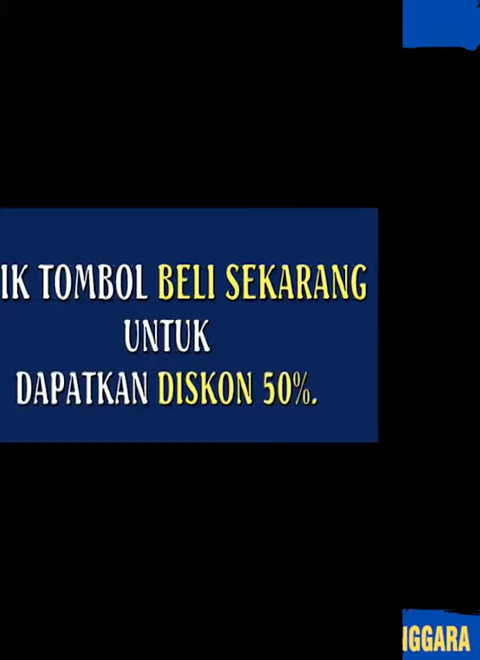 IK TOMBOL BELI SEKARANG
UNTUK
DAPATKAN DISKON 50%.
IGGARA